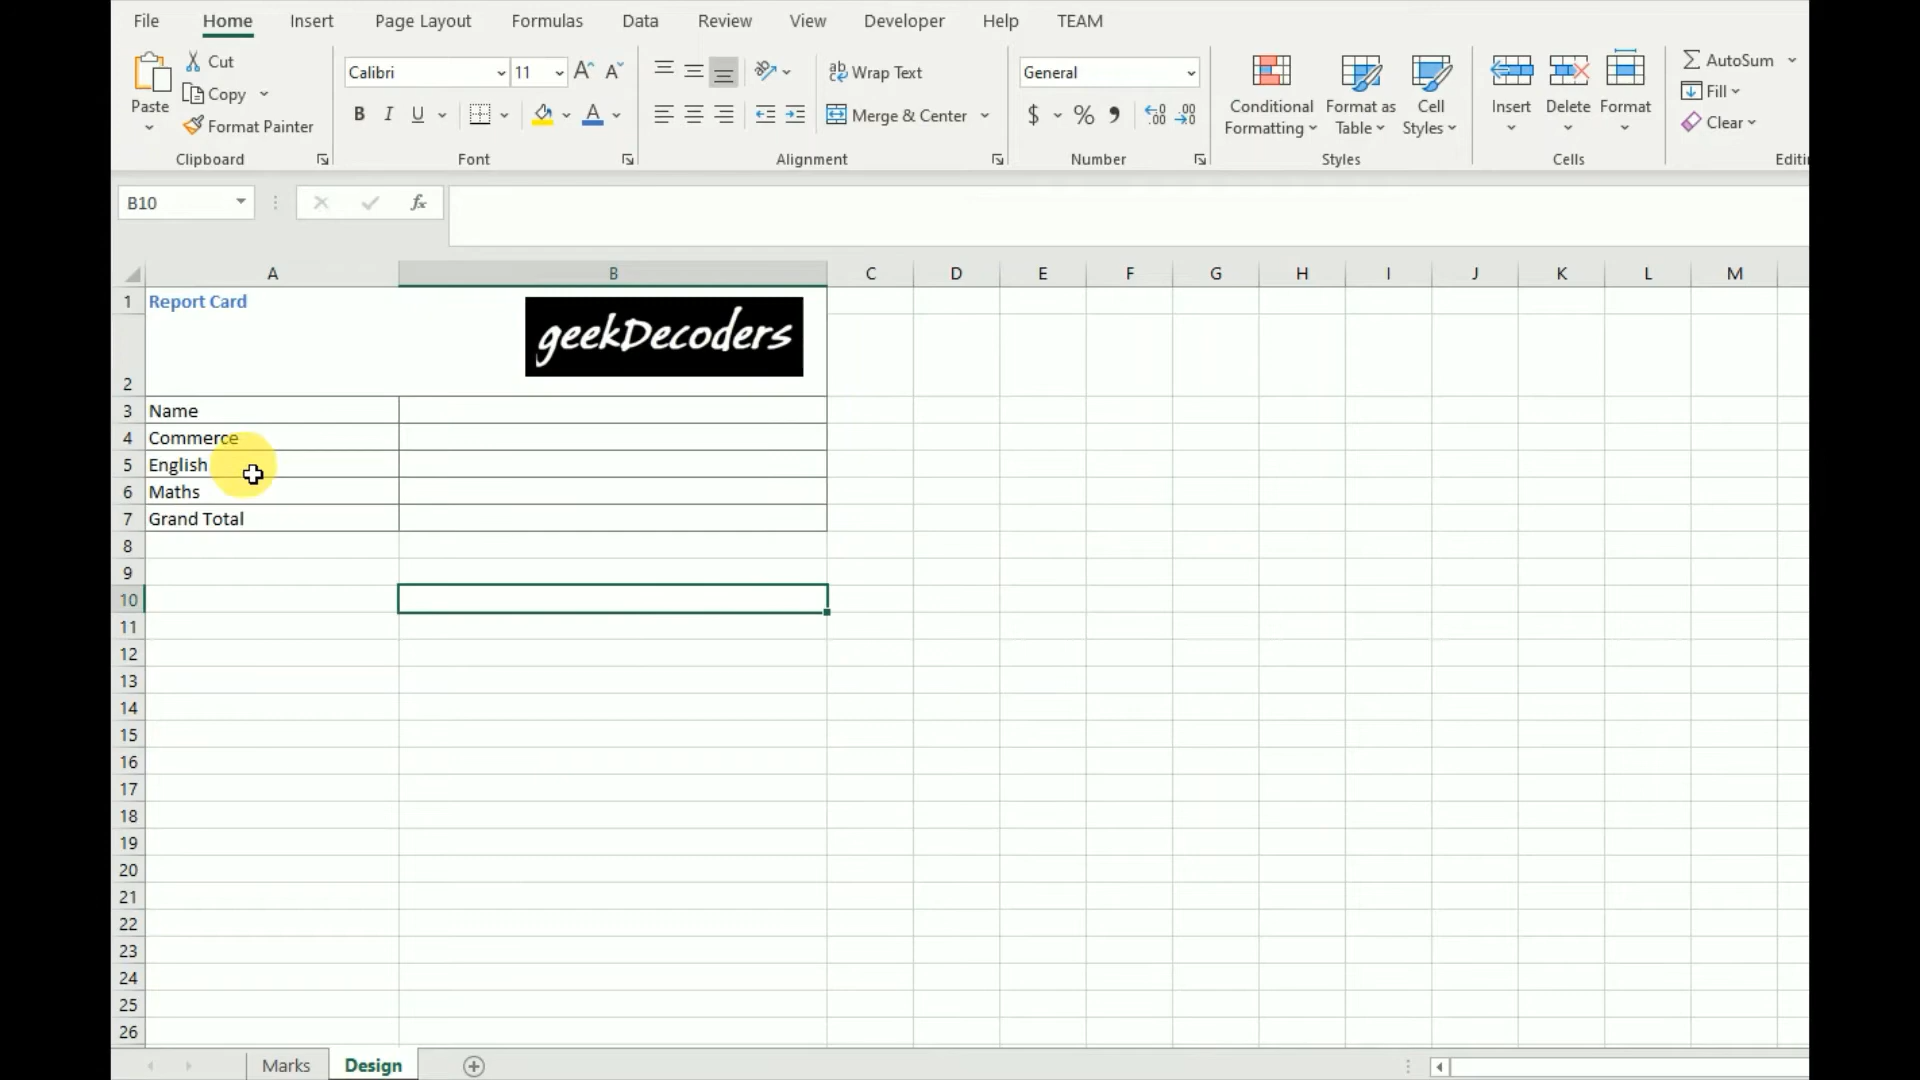 File Home Insert Page Layout Formulas Data Review View Developer Help TEAM
Paste
Cut
Copy
Format Painter
Clipboard
Calibri 11
B I U
Font
Wrap Text
Merge & Center
Alignment
General
$ %
Number
Conditional Formatting
Format as Table
Cell Styles
Styles
Insert Delete Format
Cells
AutoSum
Fill
Clear
B10 fx
A B C D E F G H I J K L M
1 Report Card
geekDecoders
2
3 Name
4 Commerce
5 English
6 Maths
7 Grand Total
8
9
10
11
12
13
14
15
16
17
18
19
20
21
22
23
24
25
26
Marks Design